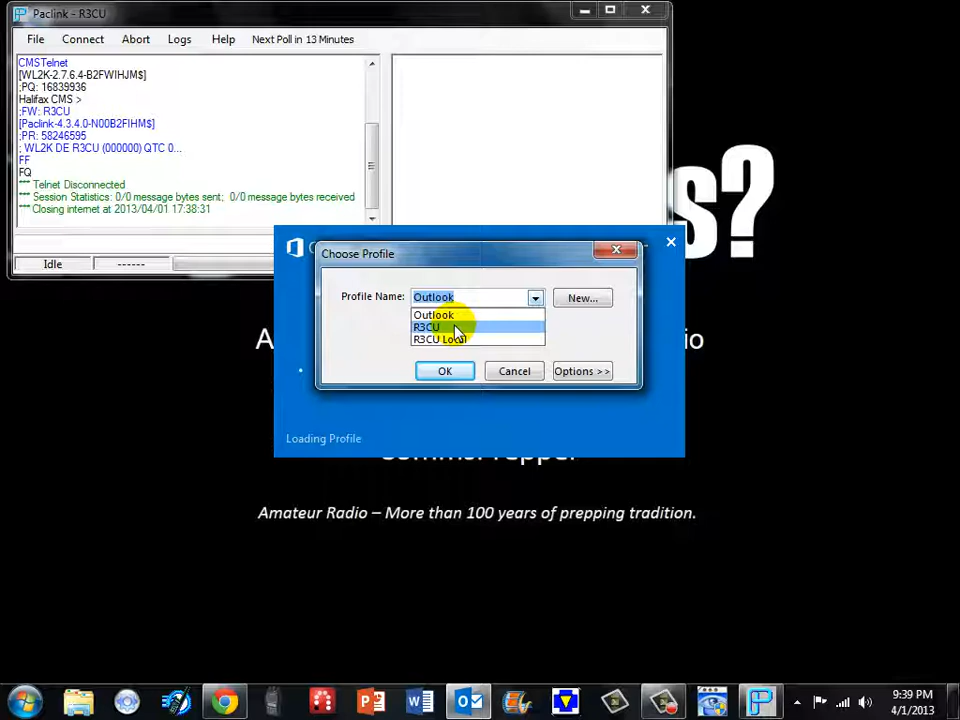 Paclink - R3CU
File Connect Abort Logs Help Next Poll in 13 Minutes
CMSTelnet
[WL2K-2.7.6.4-B2FWIHJM$]
;PQ: 16839936
Halifax CMS >
;FW: R3CU
[Paclink-4.3.4.0-N00B2FIHM$]
;PR: 58246595
; WL2K DE R3CU (000000) QTC 0...
FF
FQ
*** Telnet Disconnected
*** Session Statistics: 0/0 message bytes sent; 0/0 bytes received
*** Closing internet at 2013/04/01 17:38:31
Idle ------
s?
Choose Profile
Profile Name: Outlook New...
Outlook
R3CU
R3CU Local
OK Cancel Options >>
Loading Profile
Amateur Radio – More than 100 years of prepping tradition.
9:39 PM
4/1/2013